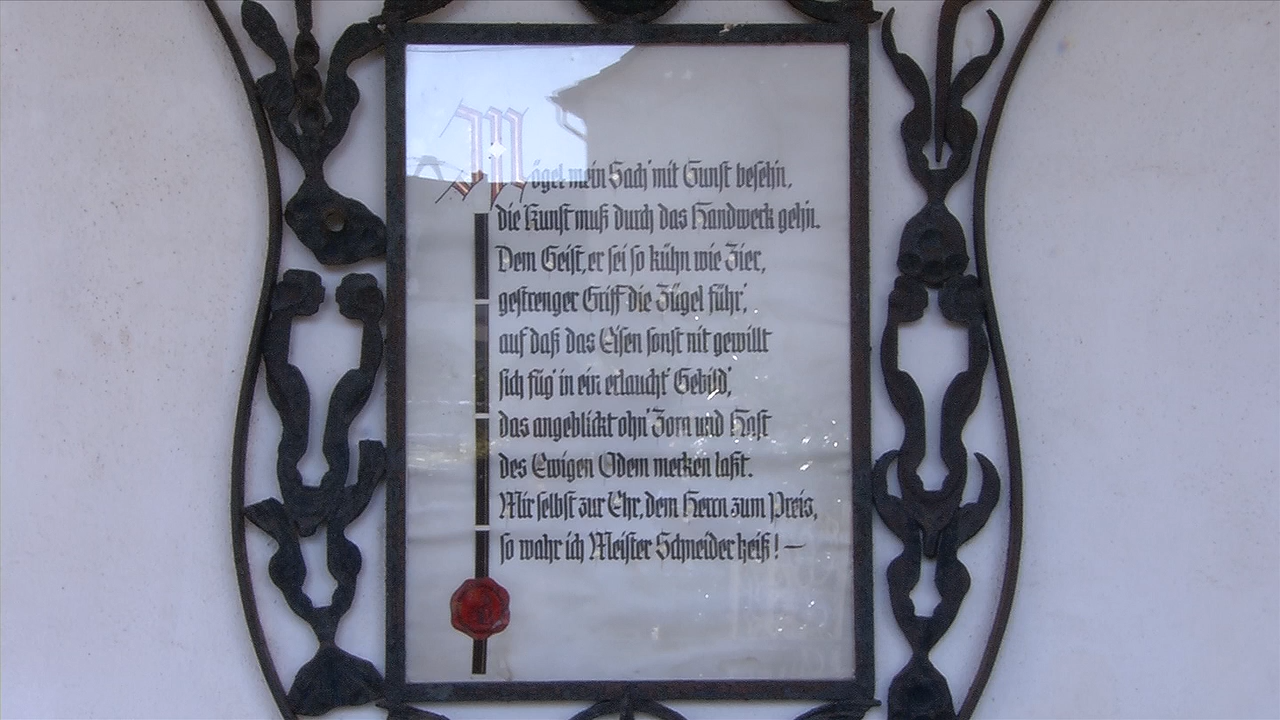 Mögel mein Sach' mit Gunst besehn,
die Kunst muß durch das Handwerk gehn.
Dem Geist, er sei so kühn wie Zier,
gestrenger Griff die Zügel führ',
auf daß das Eisen sonst nit gewillt
sich füg' in ein erlaucht' Gebild,
das angeblickt ohn' Zorn und Hast
des Ewigen Odem merken laßt.
Mir selbst zur Ehr, dem Herrn zum Preis,
so wahr ich Meister Schneider heiß! —